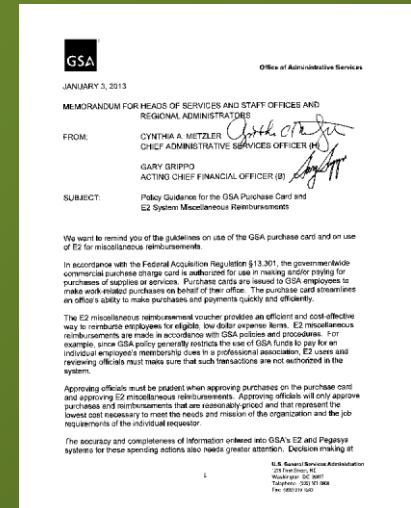 GSA
Office of Administrative Services
JANUARY 3, 2013
MEMORANDUM FOR HEADS OF SERVICES AND STAFF OFFICES AND
REGIONAL ADMINISTRATORS
FROM: CYNTHIA A. METZLER
CHIEF ADMINISTRATIVE SERVICES OFFICER (H)
GARY GRIPPO
ACTING CHIEF FINANCIAL OFFICER (B)
SUBJECT: Policy Guidance for the GSA Purchase Card and
E2 System Miscellaneous Reimbursements
We want to remind you of the guidelines on use of the GSA purchase card and on use
of E2 for miscellaneous reimbursements.
In accordance with the Federal Acquisition Regulation §13.301, the governmentwide
commercial purchase charge card is authorized for use in making and/or paying for
purchases of supplies or services. Purchase cards are issued to GSA employees to
make work-related purchases on behalf of their office. The purchase card streamlines
an office's ability to make purchases and payments quickly and efficiently.
The E2 miscellaneous reimbursement voucher provides an efficient and cost-effective
way to reimburse employees for eligible, low dollar expense items. E2 miscellaneous
reimbursements are made in accordance with GSA policies and procedures. For
example, since GSA policy generally restricts the use of GSA funds to pay for an
individual employee's membership dues in a professional association, E2 users and
reviewing officials must make sure that such transactions are not authorized in the
system.
Approving officials must be prudent when approving purchases on the purchase card
and approving E2 miscellaneous reimbursements. Approving officials will only approve
purchases and reimbursements that are reasonably-priced and that represent the
lowest cost necessary to meet the needs and mission of the organization and the job
requirements of the individual requestor.
The accuracy and completeness of information entered into GSA's E2 and Pegasys
systems for these spending actions also needs greater attention. Decision making at
1
U.S. General Services Administration
Washington DC
Telephone:
Fax: